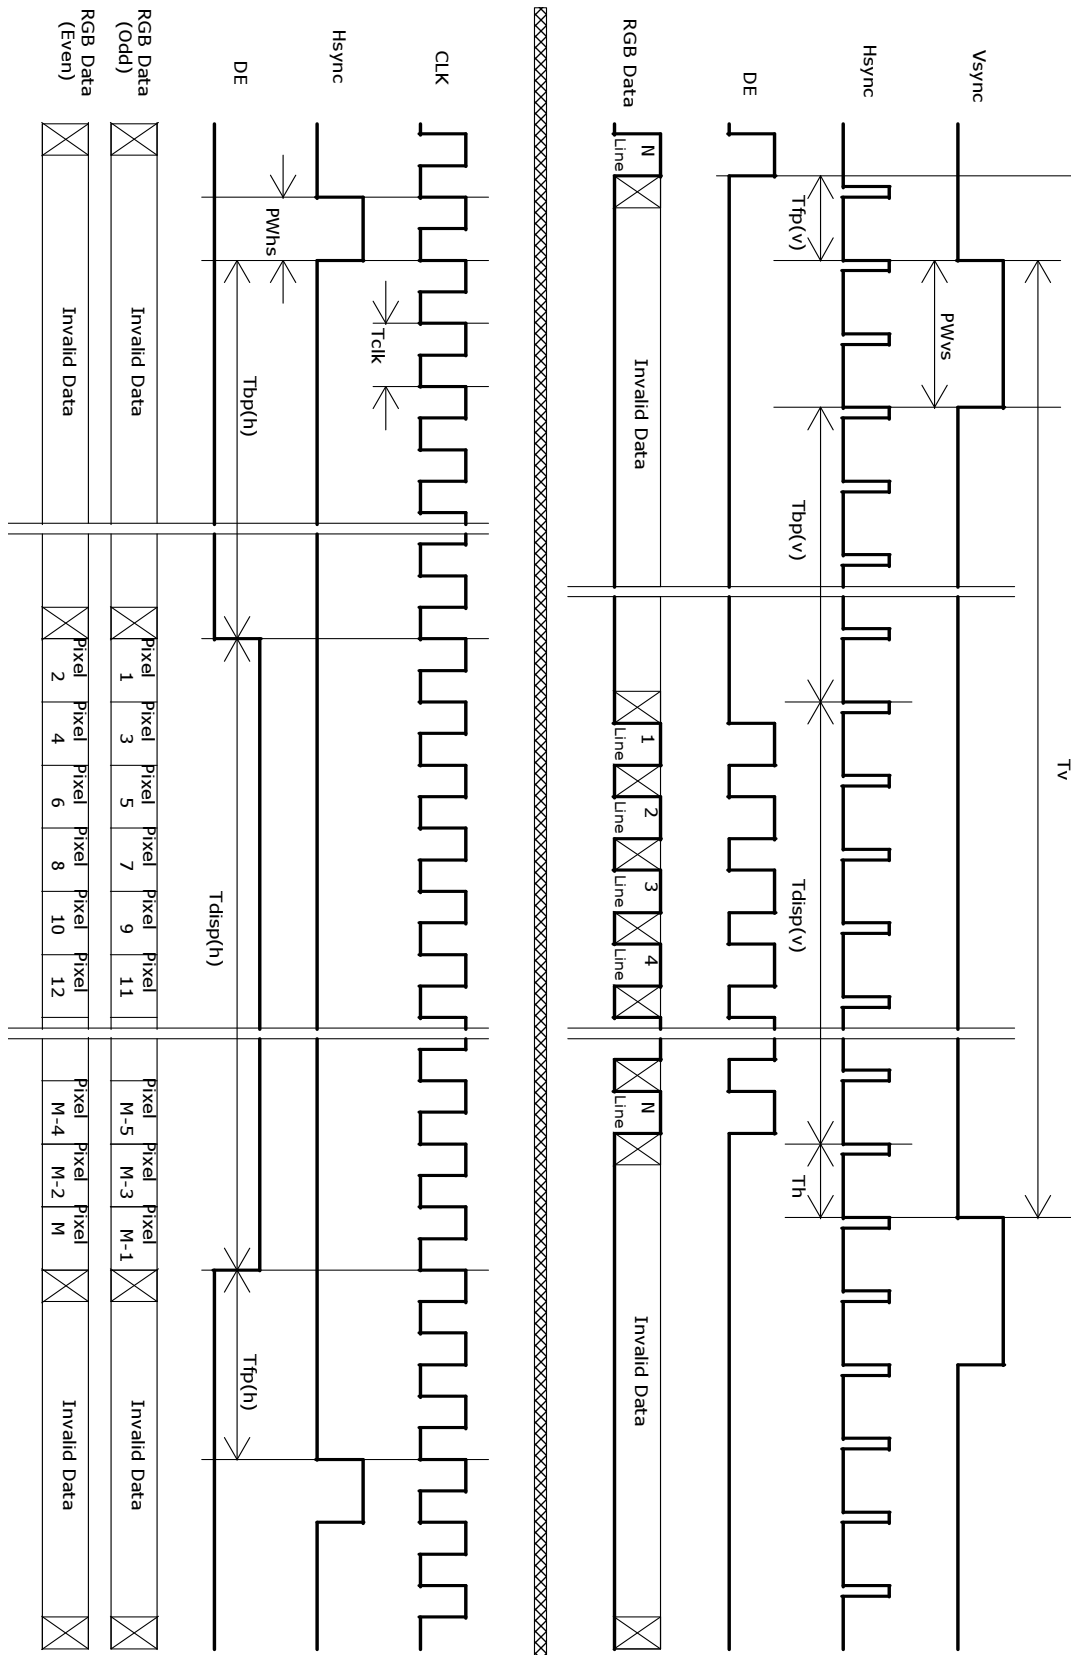 Vsync
Tv
PWvs
Hsync
Tfp(v)
Tbp(v)
Tdisp(v)
Th
DE
RGB Data
Line
N
Invalid Data
Line
1
Line
2
Line
3
Line
4
Line
N
Invalid Data
CLK
Tclk
Hsync
PWhs
DE
Tbp(h)
Tdisp(h)
Tfp(h)
RGB Data
(Odd)
Invalid Data
Pixel
1
Pixel
3
Pixel
5
Pixel
7
Pixel
9
Pixel
11
Pixel
M-5
Pixel
M-3
Pixel
M-1
Invalid Data
RGB Data
(Even)
Invalid Data
Pixel
2
Pixel
4
Pixel
6
Pixel
8
Pixel
10
Pixel
12
Pixel
M-4
Pixel
M-2
Pixel
M
Invalid Data